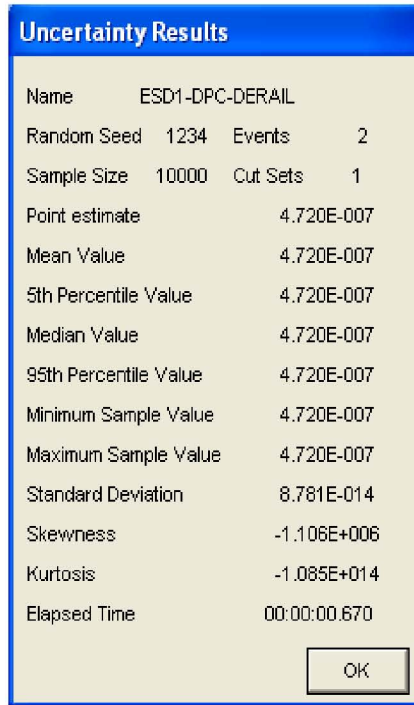 Uncertainty Results
Name ESD1-DPC-DERAIL
Random Seed 1234 Events 2
Sample Size 10000 Cut Sets 1
Point estimate 4.720E-007
Mean Value 4.720E-007
5th Percentile Value 4.720E-007
Median Value 4.720E-007
95th Percentile Value 4.720E-007
Minimum Sample Value 4.720E-007
Maximum Sample Value 4.720E-007
Standard Deviation 8.781E-014
Skewness -1.106E+006
Kurtosis -1.085E+014
Elapsed Time 00:00:00.670
OK